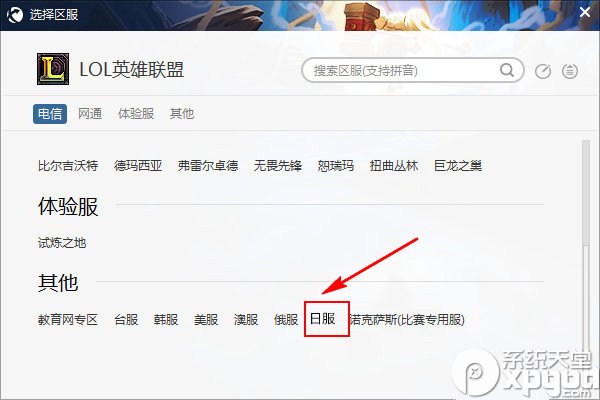 选择区服
LOL英雄联盟
搜索区服(支持拼音)
电信 网通 体验服 其他
比尔吉沃特 德玛西亚 弗雷尔卓德 无畏先锋 恕瑞玛 扭曲丛林 巨龙之巢
体验服
试炼之地
其他
教育网专区 台服 韩服 美服 澳服 俄服 日服 诺克萨斯(比赛专用服)
系统天堂
xpgod